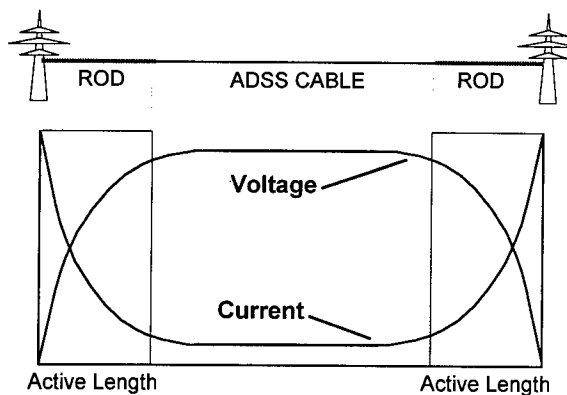 ROD ADSS CABLE ROD
Voltage
Current
Active Length Active Length